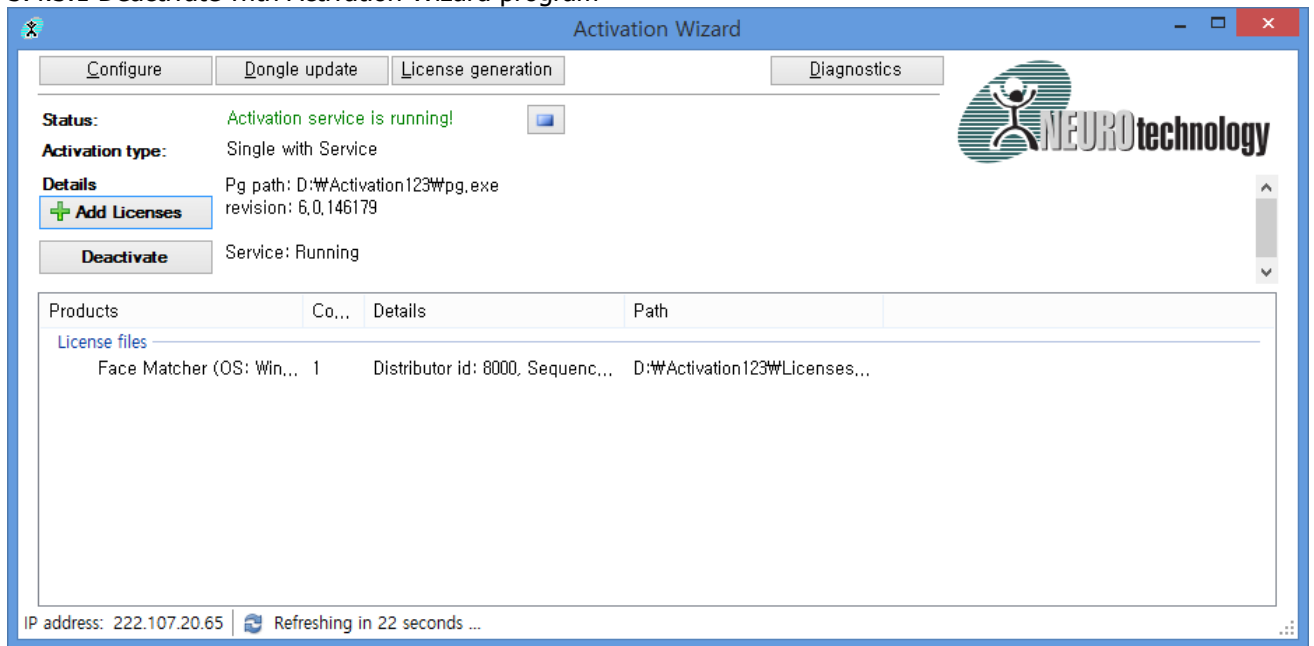 Activation Wizard
Configure Dongle update License generation Diagnostics
NEUROtechnology
Status: Activation service is running!
Activation type: Single with Service
Details Pg path: D:₩Activation123₩pg.exe
Add Licenses revision: 6.0.146179
Deactivate Service: Running
Products Co... Details Path
License files
Face Matcher (OS: Win... 1 Distributor id: 8000, Sequenc... D:₩Activation123₩Licenses...
IP address: 222.107.20.65 Refreshing in 22 seconds ...